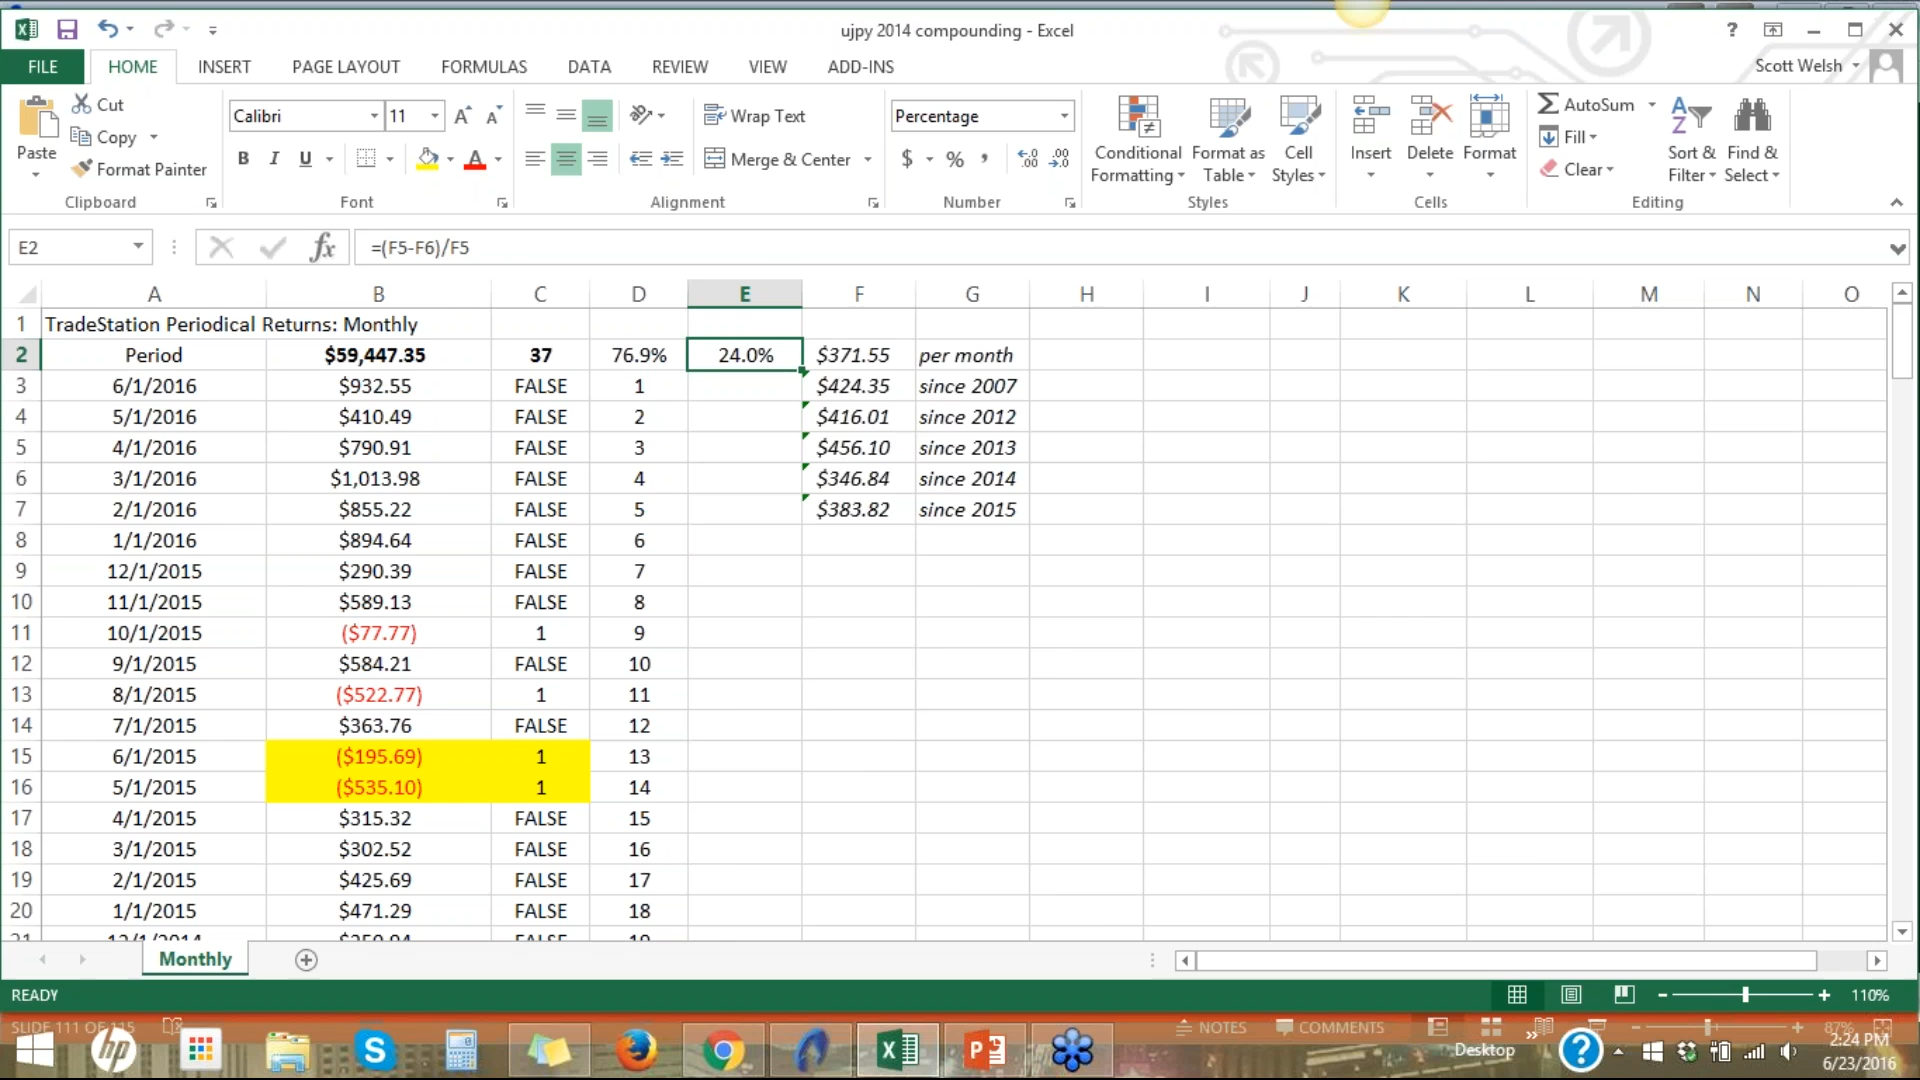 ujpy 2014 compounding - Excel
?
FILE HOME INSERT PAGE LAYOUT FORMULAS DATA REVIEW VIEW ADD-INS Scott Welsh
Paste Cut Copy Format Painter
Calibri 11
B I U A
Wrap Text
Merge & Center
Percentage
$ %
Conditional Formatting Format as Table Cell Styles
Insert Delete Format
AutoSum Fill Clear
Sort & Filter Find & Select
Clipboard Font Alignment Number Styles Cells Editing
E2 fx =(F5-F6)/F5
A B C D E F G H I J K L M N O
1 TradeStation Periodical Returns: Monthly
2 Period $59,447.35 37 76.9% 24.0% $371.55 per month
3 6/1/2016 $932.55 FALSE 1 $424.35 since 2007
4 5/1/2016 $410.49 FALSE 2 $416.01 since 2012
5 4/1/2016 $790.91 FALSE 3 $456.10 since 2013
6 3/1/2016 $1,013.98 FALSE 4 $346.84 since 2014
7 2/1/2016 $855.22 FALSE 5 $383.82 since 2015
8 1/1/2016 $894.64 FALSE 6
9 12/1/2015 $290.39 FALSE 7
10 11/1/2015 $589.13 FALSE 8
11 10/1/2015 ($77.77) 1 9
12 9/1/2015 $584.21 FALSE 10
13 8/1/2015 ($522.77) 1 11
14 7/1/2015 $363.76 FALSE 12
15 6/1/2015 ($195.69) 1 13
16 5/1/2015 ($535.10) 1 14
17 4/1/2015 $315.32 FALSE 15
18 3/1/2015 $302.52 FALSE 16
19 2/1/2015 $425.69 FALSE 17
20 1/1/2015 $471.29 FALSE 18
Monthly
READY 110%
SLIDE 111 OF 115 NOTES COMMENTS 87%
Desktop 2:24 PM
6/23/2016